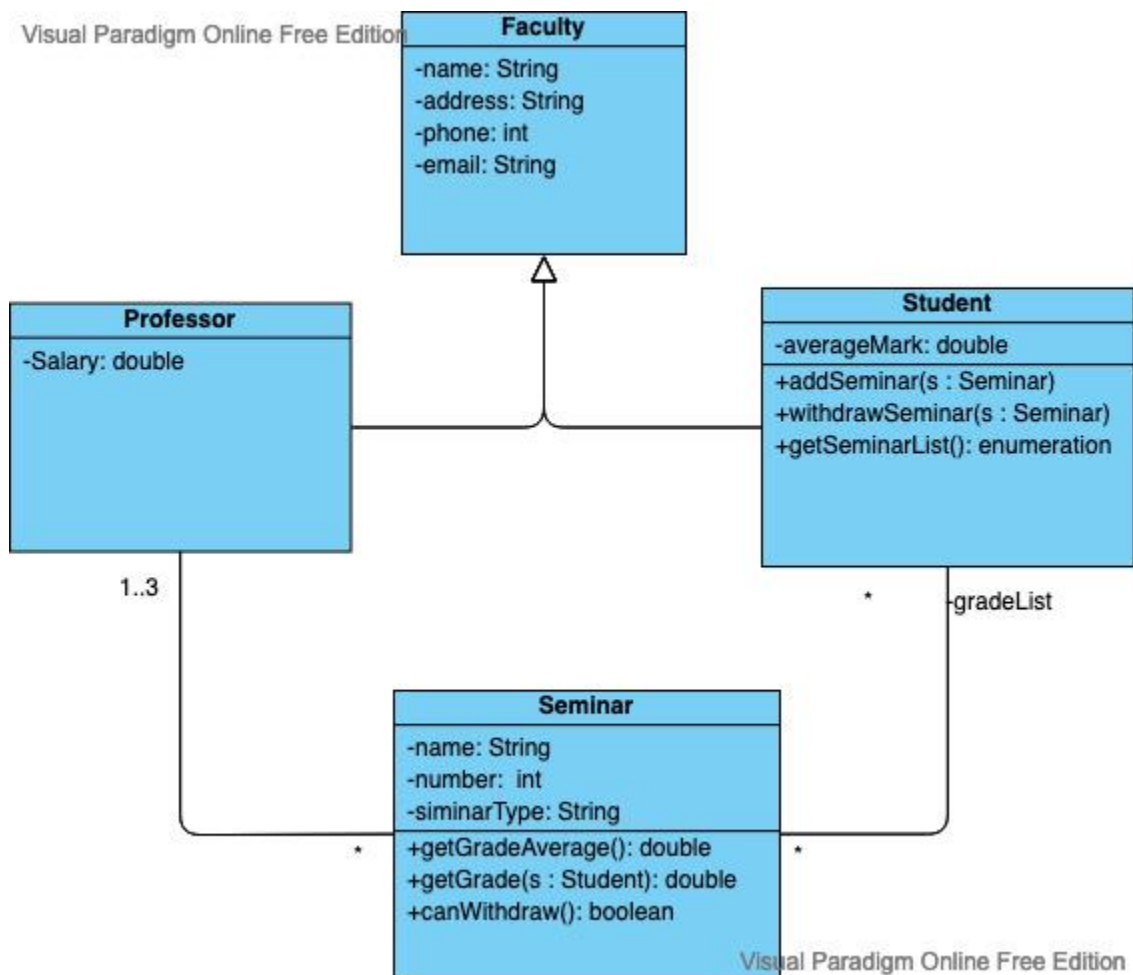 Visual Paradigm Online Free Edition
Faculty
-name: String
-address: String
-phone: int
-email: String
Professor
-Salary: double
Student
-averageMark: double
+addSeminar(s : Seminar)
+withdrawSeminar(s : Seminar)
+getSeminarList(): enumeration
1..3
*
-gradeList
Seminar
-name: String
-number: int
-siminarType: String
+getGradeAverage(): double
+getGrade(s : Student): double
+canWithdraw(): boolean
*
*
Visual Paradigm Online Free Edition